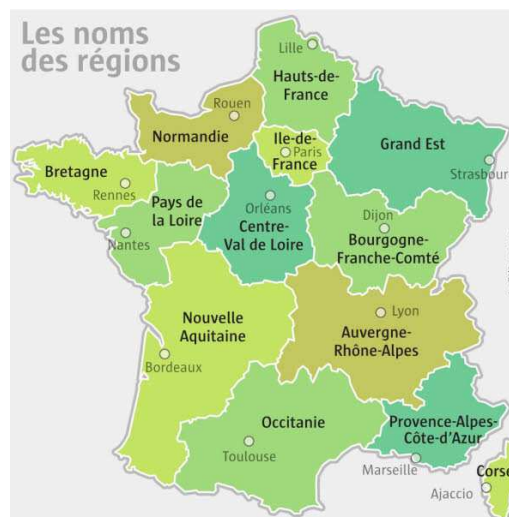 Les noms
des régions
Lille
Hauts-de-
France
Rouen
Normandie
Ile-de-
Paris
France
Grand Est
Strasbour
Bretagne
Rennes
Pays de
la Loire
Nantes
Orléans
Centre-
Val de Loire
Dijon
Bourgogne-
Franche-Comté
Nouvelle
Aquitaine
Bordeaux
Lyon
Auvergne-
Rhône-Alpes
Occitanie
Toulouse
Provence-Alpes-
Côte-d'Azur
Marseille
Corse
Ajaccio